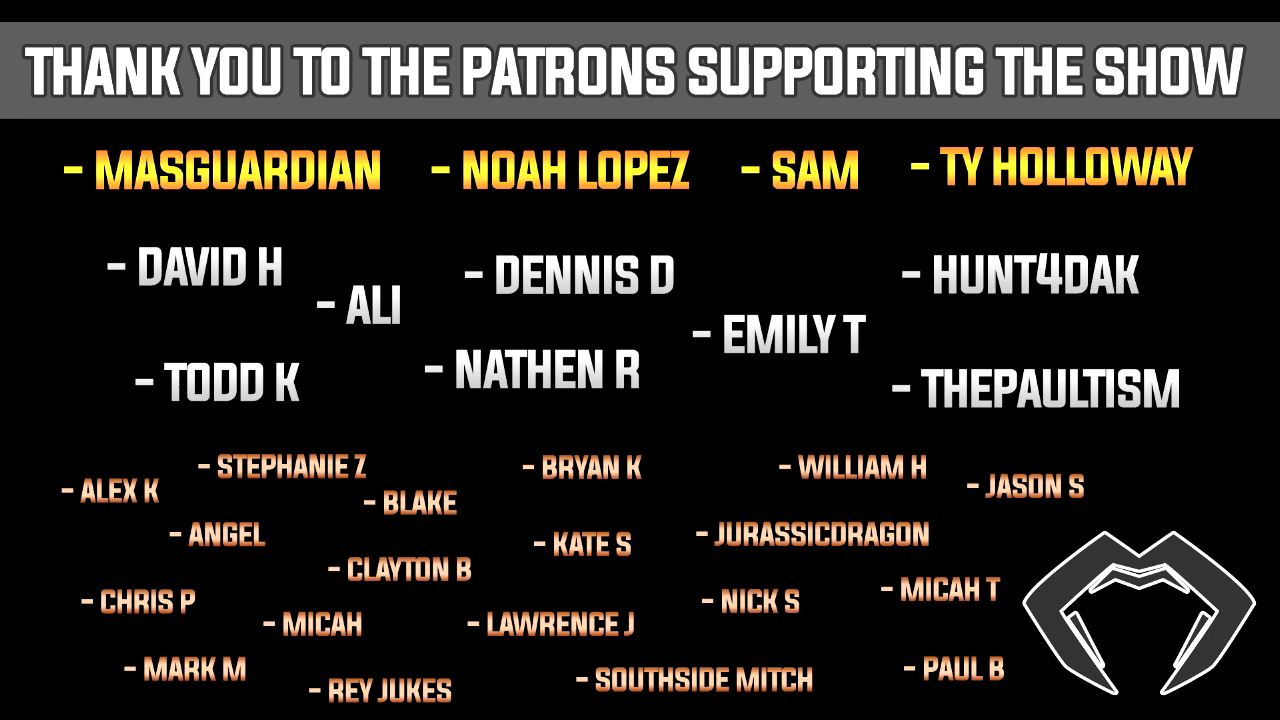 THANK YOU TO THE PATRONS SUPPORTING THE SHOW
- MASGUARDIAN - NOAH LOPEZ - SAM - TY HOLLOWAY
- DAVID H - DENNIS D - HUNT4DAK
- ALI - EMILY T
- TODD K - NATHEN R - THEPAULTISM
- STEPHANIE Z - BRYAN K - WILLIAM H
- ALEX K - BLAKE - JASON S
- ANGEL - KATE S - JURASSICDRAGON
- CLAYTON B - MICAH T
- CHRIS P - NICK S
- MICAH - LAWRENCE J
- MARK M - SOUTHSIDE MITCH - PAUL B
- REY JUKES